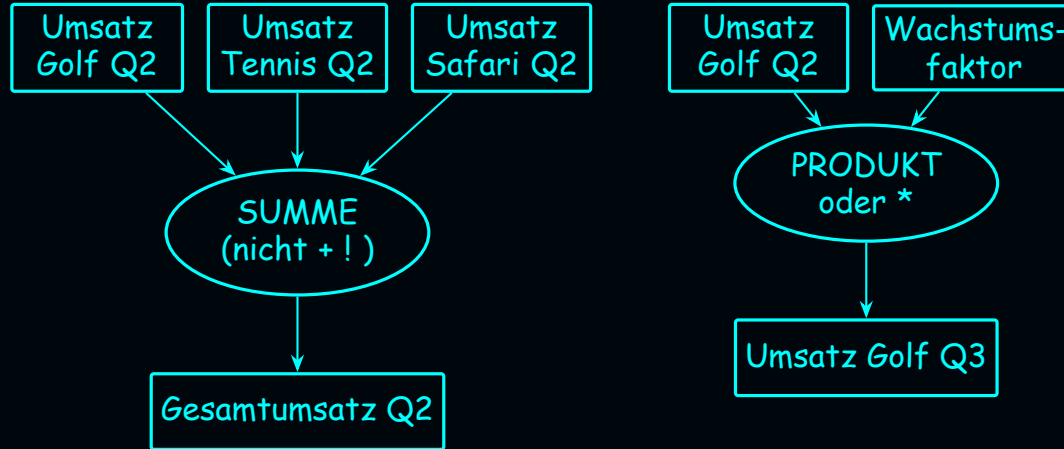 Umsatz
Golf Q2
Umsatz
Tennis Q2
Umsatz
Safari Q2
SUMME
(nicht + ! )
Gesamtumsatz Q2
Umsatz
Golf Q2
Wachstums-
faktor
PRODUKT
oder *
Umsatz Golf Q3